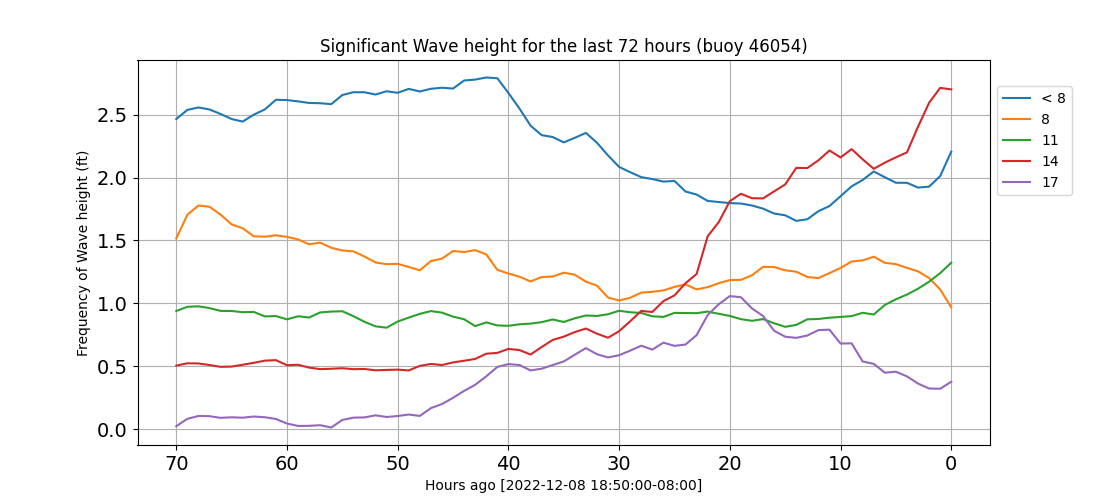 Significant Wave height for the last 72 hours (buoy 46054)
Frequency of Wave height (ft)
2.5
2.0
1.5
1.0
0.5
0.0
70 60 50 40 30 20 10 0
Hours ago [2022-12-08 18:50:00-08:00]
< 8
8
11
14
17